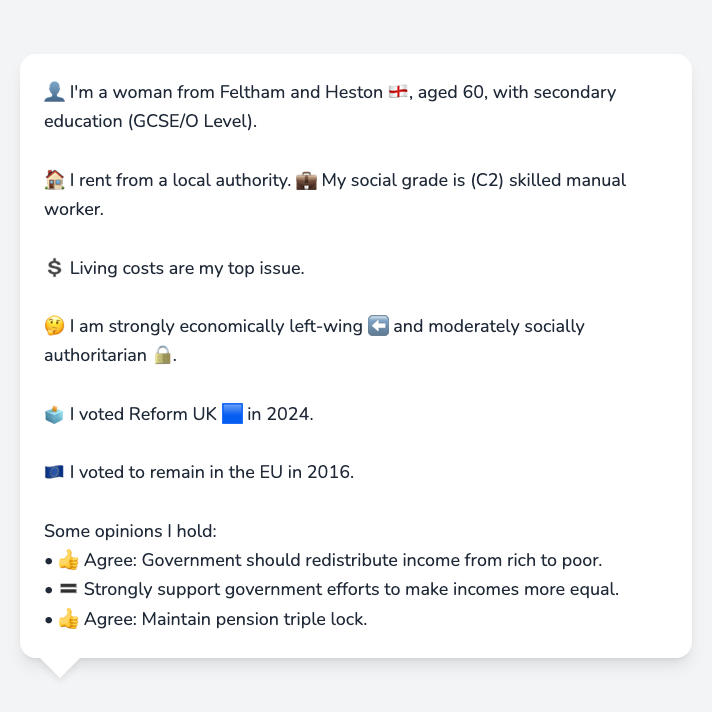 👤 I'm a woman from Feltham and Heston 🏴󠁧󠁢󠁥󠁮󠁧󠁿, aged 60, with secondary
education (GCSE/O Level).
🏠 I rent from a local authority. 💼 My social grade is (C2) skilled manual
worker.
💲 Living costs are my top issue.
🤔 I am strongly economically left-wing ⬅️ and moderately socially
authoritarian 🔒.
🗳️ I voted Reform UK 🟦 in 2024.
🇪🇺 I voted to remain in the EU in 2016.
Some opinions I hold:
• 👍 Agree: Government should redistribute income from rich to poor.
• 🟰 Strongly support government efforts to make incomes more equal.
• 👍 Agree: Maintain pension triple lock.